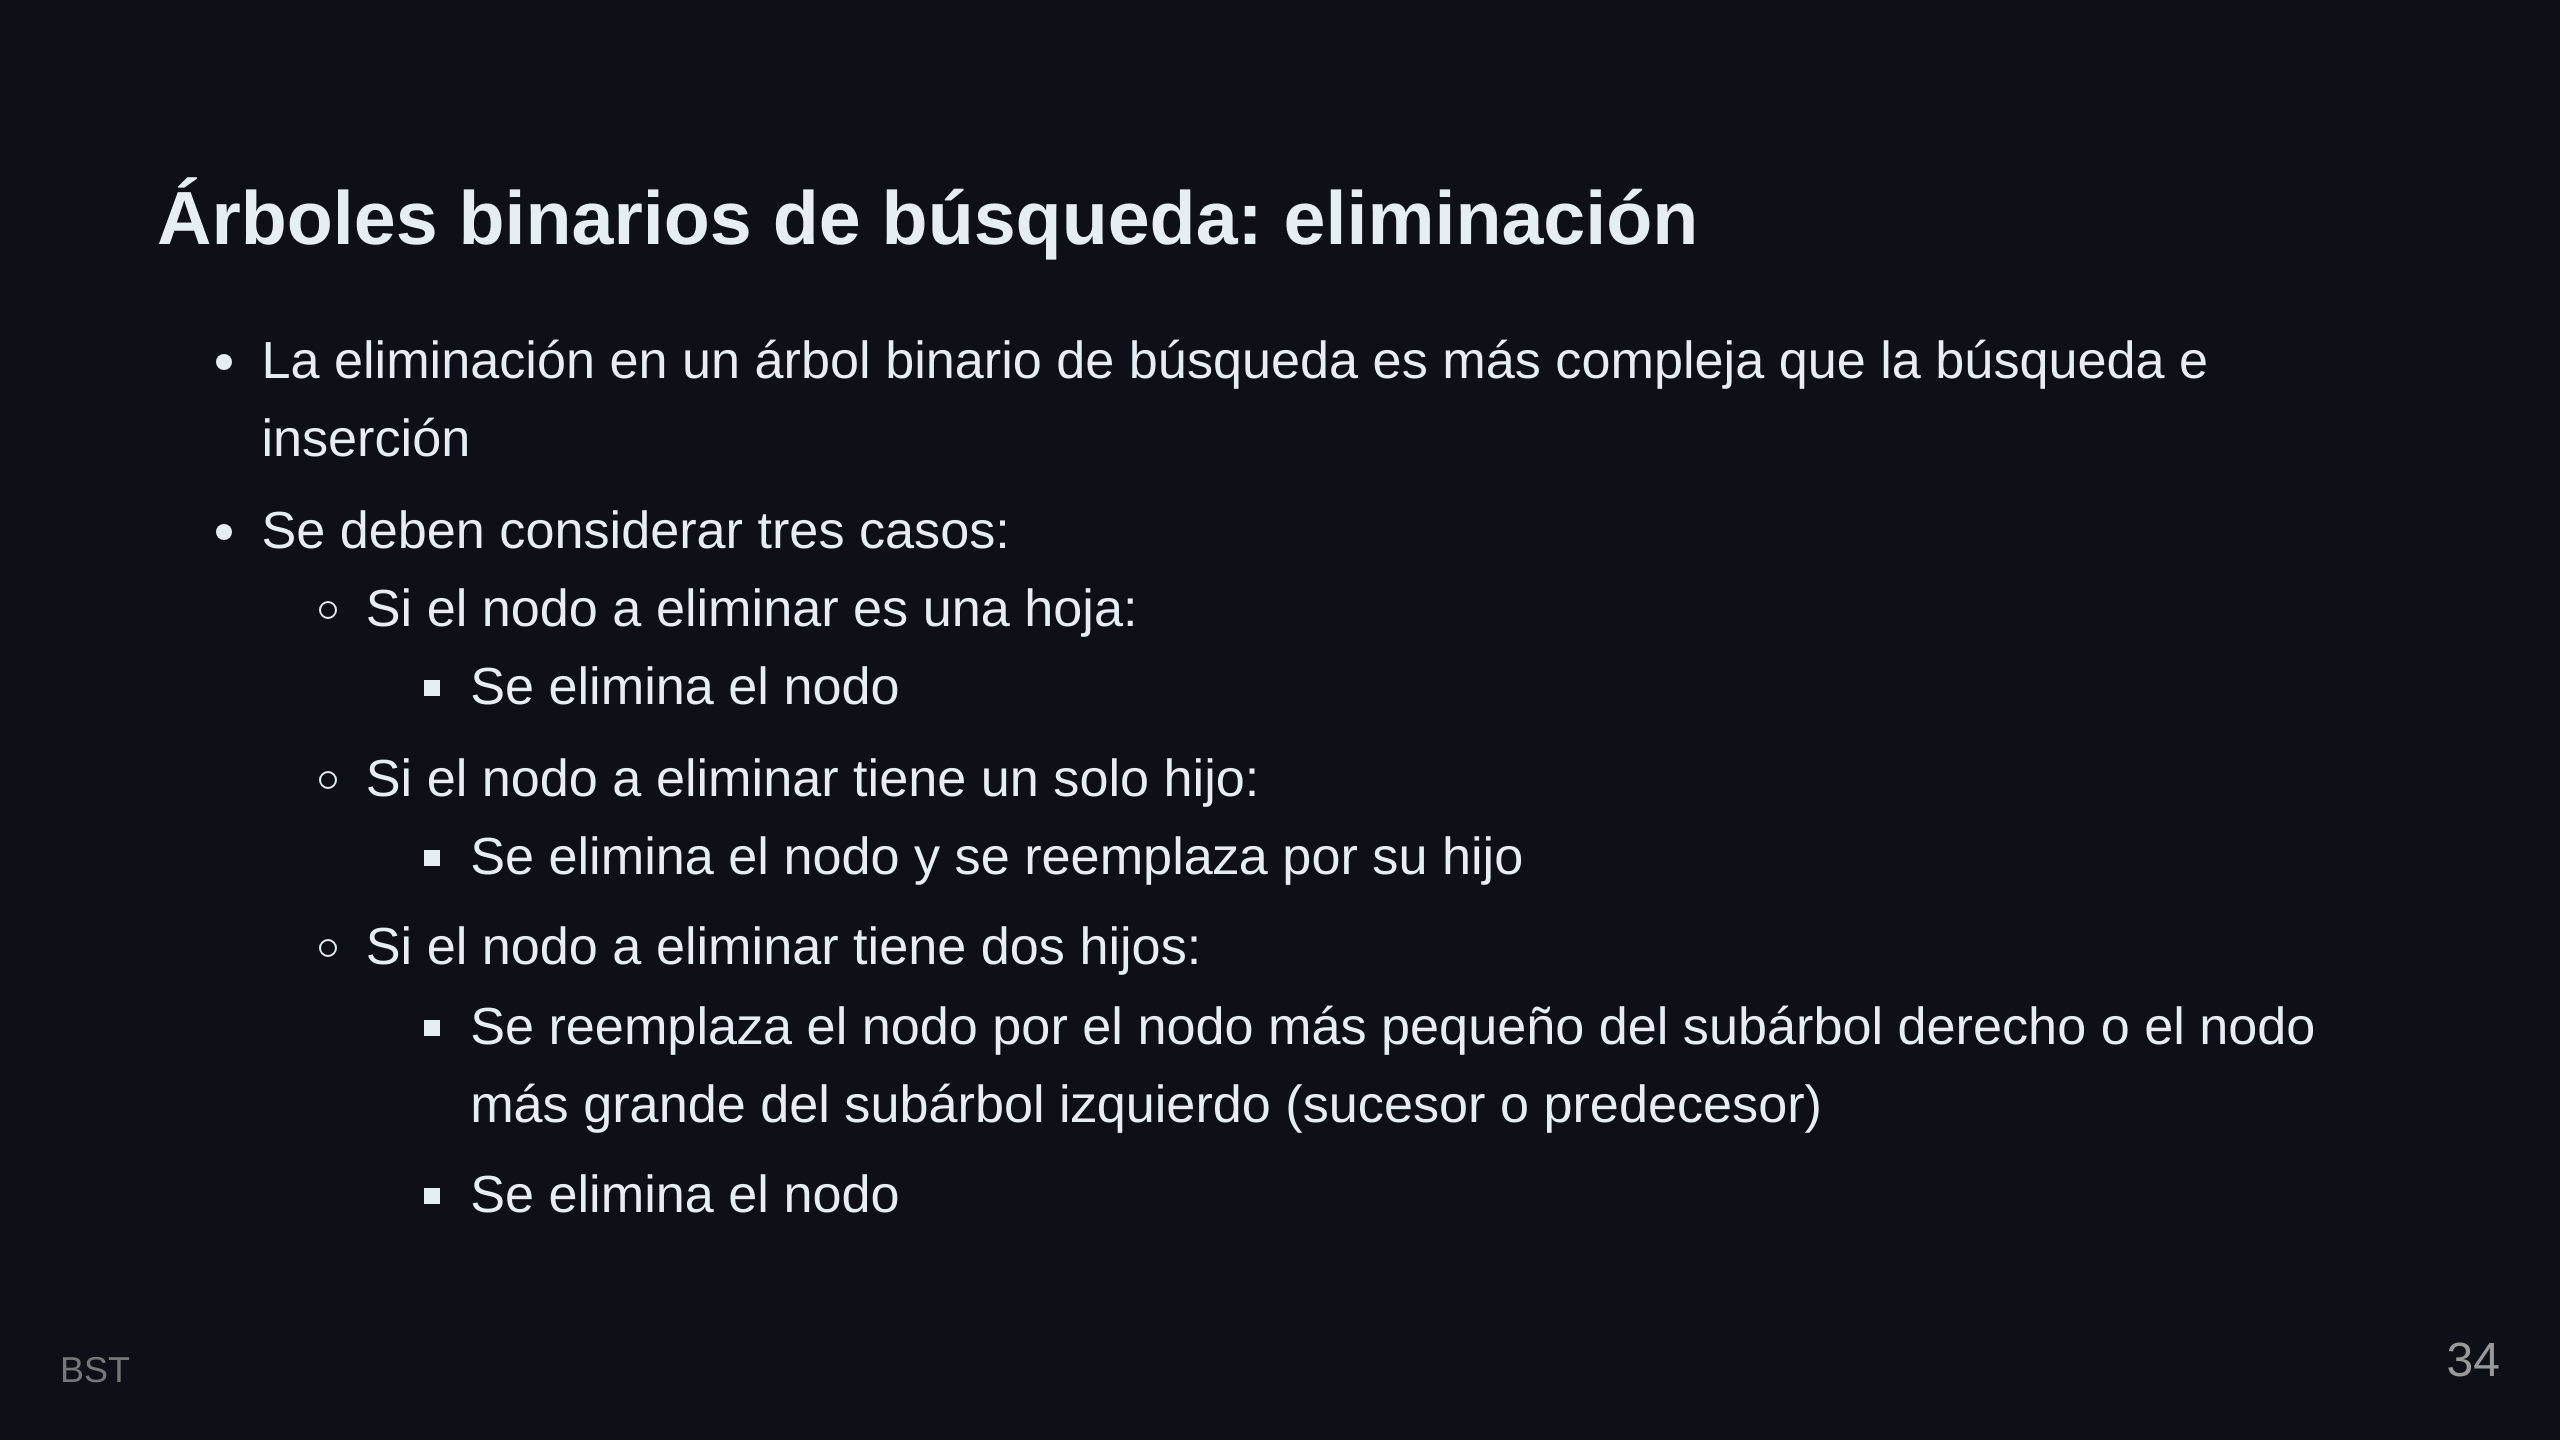 Árboles binarios de búsqueda: eliminación
La eliminación en un árbol binario de búsqueda es más compleja que la búsqueda e
inserción
Se deben considerar tres casos:
Si el nodo a eliminar es una hoja:
Se elimina el nodo
Si el nodo a eliminar tiene un solo hijo:
Se elimina el nodo y se reemplaza por su hijo
Si el nodo a eliminar tiene dos hijos:
Se reemplaza el nodo por el nodo más pequeño del subárbol derecho o el nodo
más grande del subárbol izquierdo (sucesor o predecesor)
Se elimina el nodo
BST
34